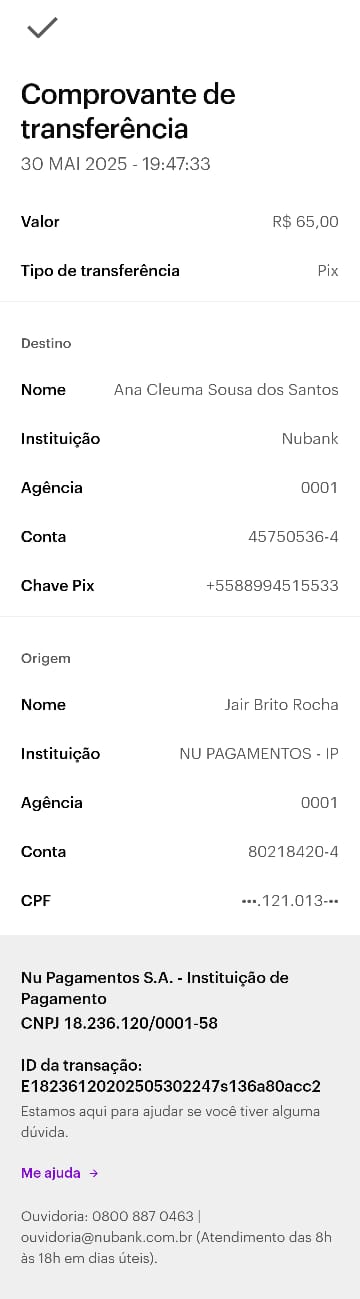 Comprovante de
transferência
30 MAI 2025 - 19:47:33
Valor R$ 65,00
Tipo de transferência Pix
Destino
Nome Ana Cleuma Sousa dos Santos
Instituição Nubank
Agência 0001
Conta 45750536-4
Chave Pix +5588994515533
Origem
Nome Jair Brito Rocha
Instituição NU PAGAMENTOS - IP
Agência 0001
Conta 80218420-4
CPF •••.121.013-••
Nu Pagamentos S.A. - Instituição de
Pagamento
CNPJ 18.236.120/0001-58
ID da transação:
E18236120202505302247s136a80acc2
Estamos aqui para ajudar se você tiver alguma
dúvida.
Me ajuda →
Ouvidoria: 0800 887 0463 |
ouvidoria@nubank.com.br (Atendimento das 8h
às 18h em dias úteis).